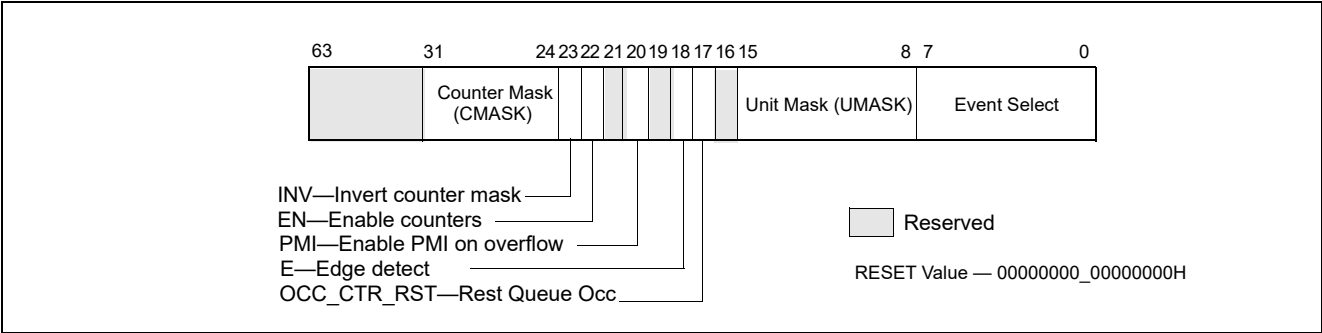 63 31 24 23 22 21 20 19 18 17 16 15 8 7 0
Counter Mask
(CMASK)
Unit Mask (UMASK)
Event Select
INV—Invert counter mask
EN—Enable counters
PMI—Enable PMI on overflow
E—Edge detect
OCC_CTR_RST—Rest Queue Occ
Reserved
RESET Value — 00000000_00000000H